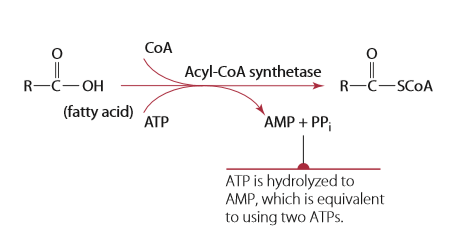 O
R-C-OH
(fatty acid)
CoA
ATP
Acyl-CoA synthetase
AMP + PPi
O
R-C-SCoA
ATP is hydrolyzed to
AMP, which is equivalent
to using two ATPs.